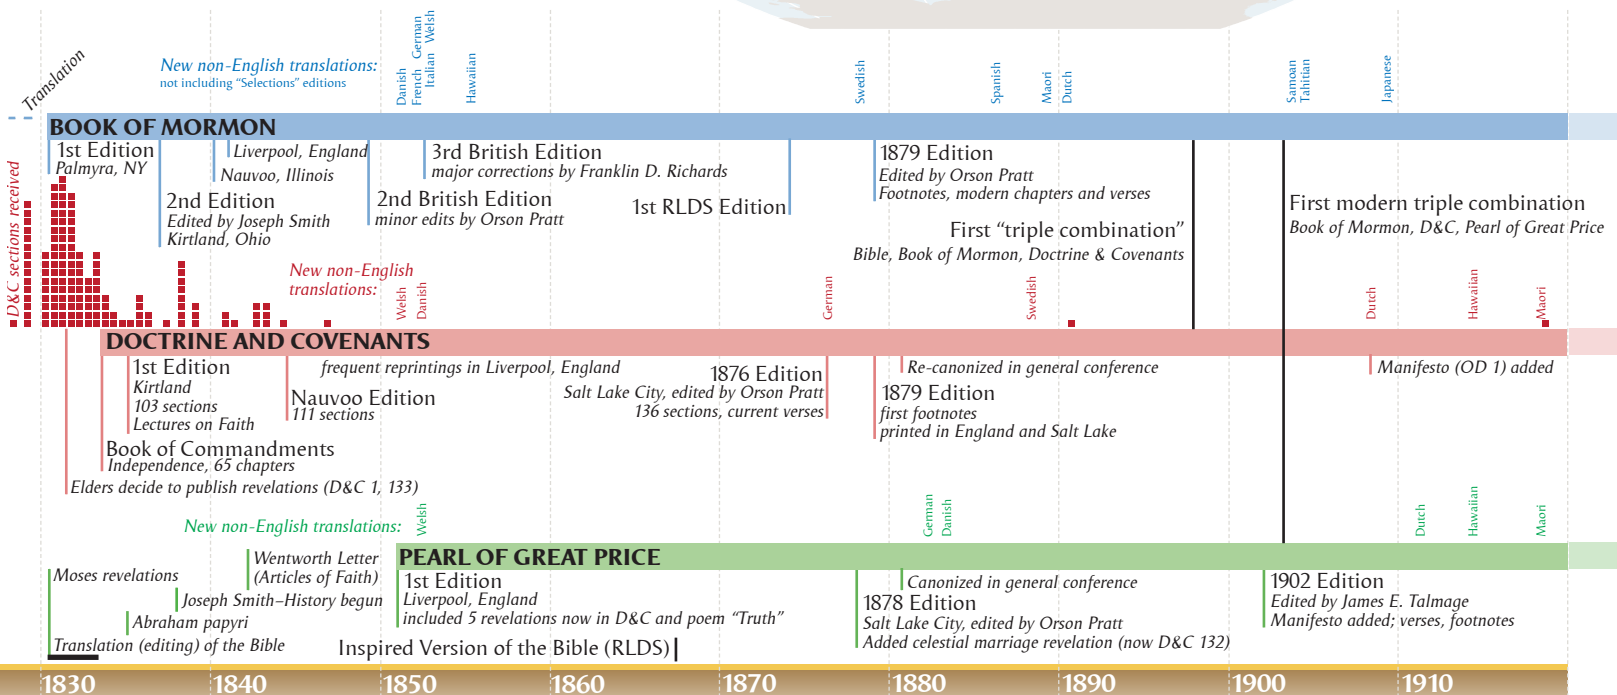 Translation
New non-English translations:
not including “Selections” editions
Danish
French
German
Italian
Welsh
Hawaiian
Swedish
Spanish
Maori
Dutch
Samoan
Tahitian
Japanese
BOOK OF MORMON
1st Edition
Palmyra, NY
2nd Edition
Edited by Joseph Smith
Kirtland, Ohio
Liverpool, England
Nauvoo, Illinois
2nd British Edition
minor edits by Orson Pratt
3rd British Edition
major corrections by Franklin D. Richards
1st RLDS Edition
1879 Edition
Edited by Orson Pratt
Footnotes, modern chapters and verses
First “triple combination”
Bible, Book of Mormon, Doctrine & Covenants
First modern triple combination
Book of Mormon, D&C, Pearl of Great Price
D&C sections received
New non-English
translations:
Welsh
Danish
German
Swedish
Dutch
Hawaiian
Maori
DOCTRINE AND COVENANTS
1st Edition
Kirtland
103 sections
Lectures on Faith
Book of Commandments
Independence, 65 chapters
Elders decide to publish revelations (D&C 1, 133)
frequent reprintings in Liverpool, England
Nauvoo Edition
111 sections
1876 Edition
Salt Lake City, edited by Orson Pratt
136 sections, current verses
Re-canonized in general conference
1879 Edition
first footnotes
printed in England and Salt Lake
Manifesto (OD 1) added
New non-English translations:
Welsh
German
Danish
Dutch
Hawaiian
Maori
PEARL OF GREAT PRICE
Moses revelations
Wentworth Letter
(Articles of Faith)
Joseph Smith–History begun
Abraham papyri
Translation (editing) of the Bible
1st Edition
Liverpool, England
included 5 revelations now in D&C and poem “Truth”
Inspired Version of the Bible (RLDS)
Canonized in general conference
1878 Edition
Salt Lake City, edited by Orson Pratt
Added celestial marriage revelation (now D&C 132)
1902 Edition
Edited by James E. Talmage
Manifesto added; verses, footnotes
1830
1840
1850
1860
1870
1880
1890
1900
1910